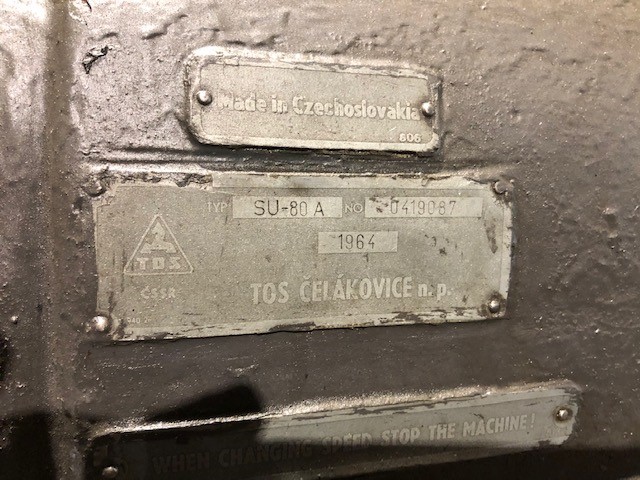 Made in Czechoslovakia
806
TYP SU-80 A NO 0419087
1964
TOS
ČSSR
TOS ČELÁKOVICE n.p.
WHEN CHANGING SPEED STOP THE MACHINE!